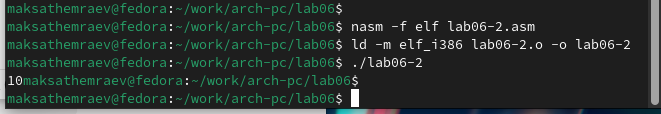 maksathemraev@fedora:~/work/arch-pc/lab06$
maksathemraev@fedora:~/work/arch-pc/lab06$ nasm -f elf lab06-2.asm
maksathemraev@fedora:~/work/arch-pc/lab06$ ld -m elf_i386 lab06-2.o -o lab06-2
maksathemraev@fedora:~/work/arch-pc/lab06$ ./lab06-2
10maksathemraev@fedora:~/work/arch-pc/lab06$
maksathemraev@fedora:~/work/arch-pc/lab06$